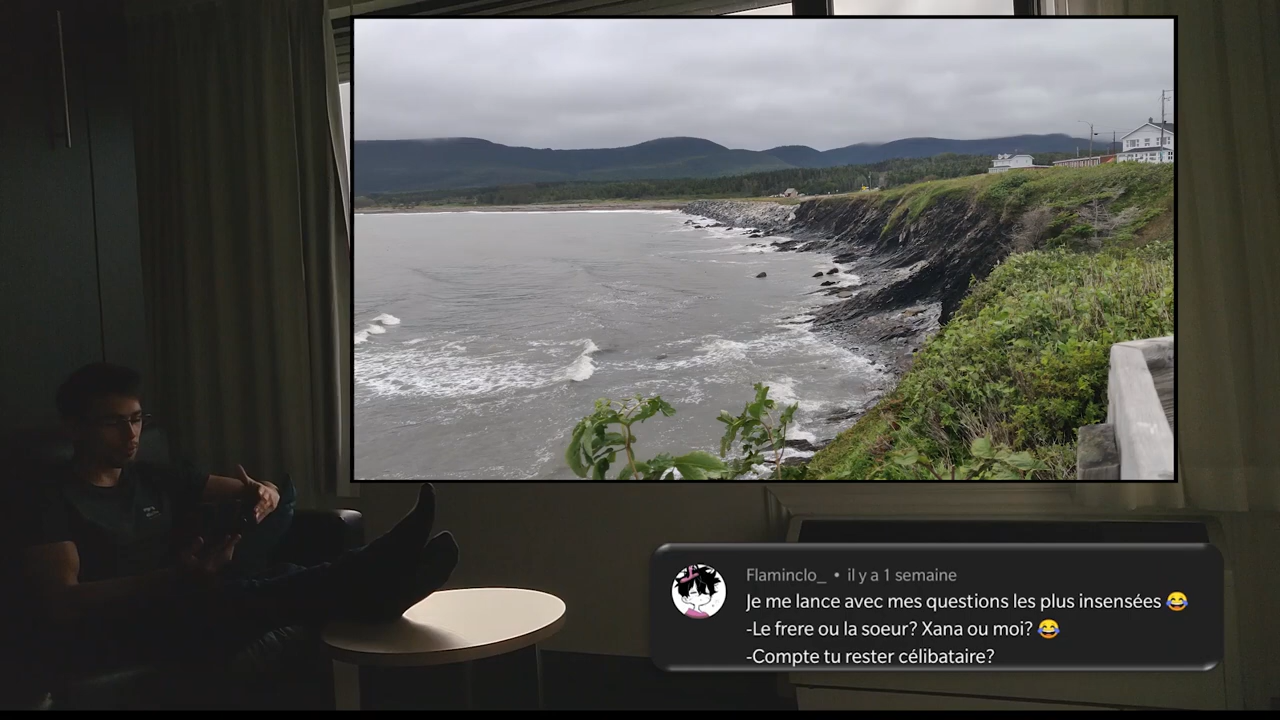 Flaminclo_ • il y a 1 semaine
Je me lance avec mes questions les plus insensées 😂
-Le frere ou la soeur? Xana ou moi? 😂
-Compte tu rester célibataire?